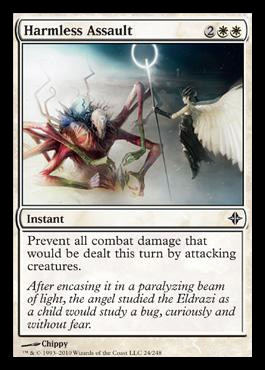 Harmless Assault 2
Instant
Prevent all combat damage that
would be dealt this turn by attacking
creatures.
After encasing it in a paralyzing beam
of light, the angel studied the Eldrazi as
a child would study a bug, curiously and
without fear.
Chippy
™ & © 1993–2010 Wizards of the Coast LLC 24/248